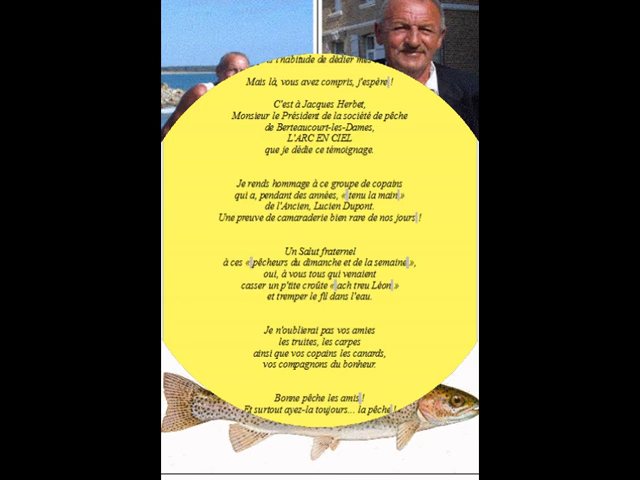 l'habitude de dédier mes
Mais là, vous avez compris, j'espère !
C'est à Jacques Herbet,
Monsieur le Président de la société de pêche
de Berteaucourt-les-Dames,
L'ARC EN CIEL
que je dédie ce témoignage.
Je rends hommage à ce groupe de copains
qui a, pendant des années, « tenu la main »
de l'Ancien, Lucien Dupont.
Une preuve de camaraderie bien rare de nos jours !
Un Salut fraternel
à ces « pêcheurs du dimanche et de la semaine »,
oui, à vous tous qui venaient
casser un p'tite croûte « ach treu Léon »
et tremper le fil dans l'eau.
Je n'oublierai pas vos amies
les truites, les carpes
ainsi que vos copains les canards,
vos compagnons du bonheur.
Bonne pêche les amis !
Et surtout ayez-la toujours... la pêche !